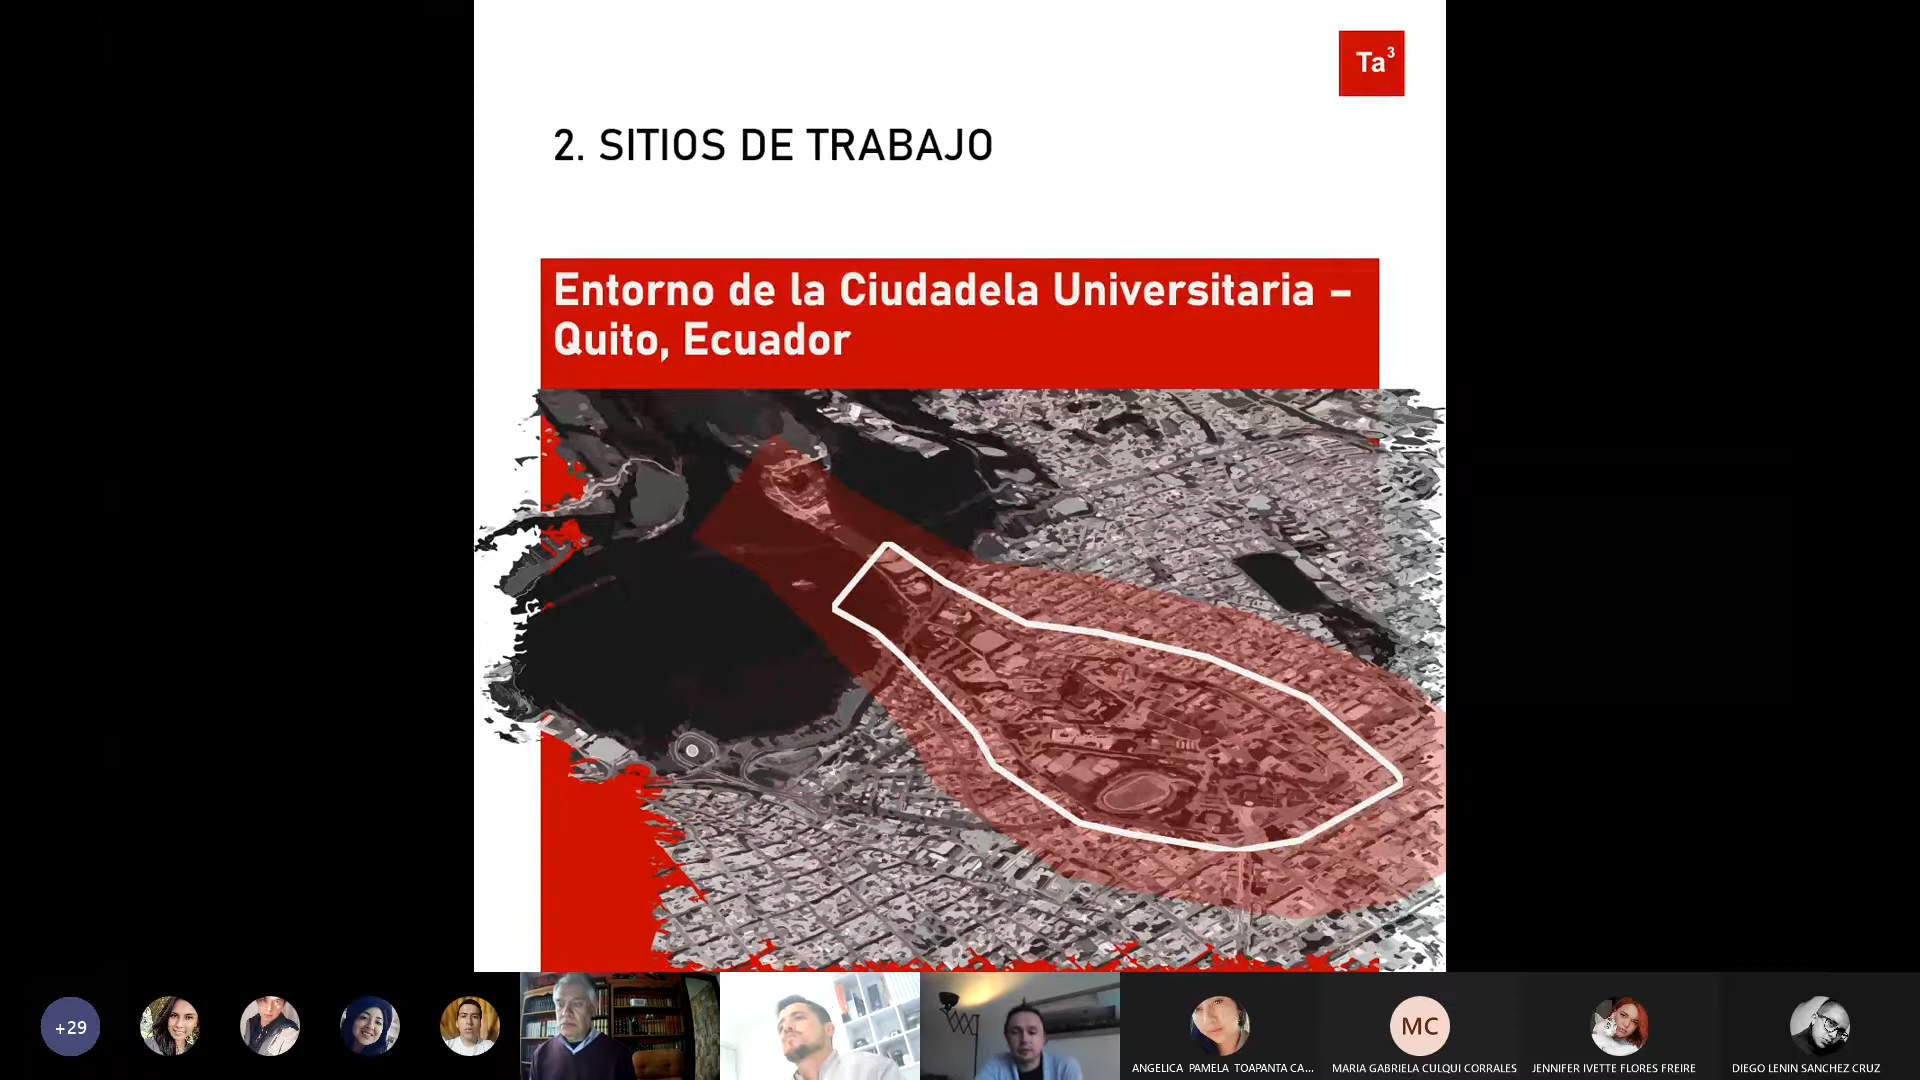 Ta³
2. SITIOS DE TRABAJO
Entorno de la Ciudadela Universitaria –
Quito, Ecuador
+29
ANGELICA PAMELA TOAPANTA CA...
MC
MARIA GABRIELA CULQUI CORRALES
JENNIFER IVETTE FLORES FREIRE
DIEGO LENIN SANCHEZ CRUZ